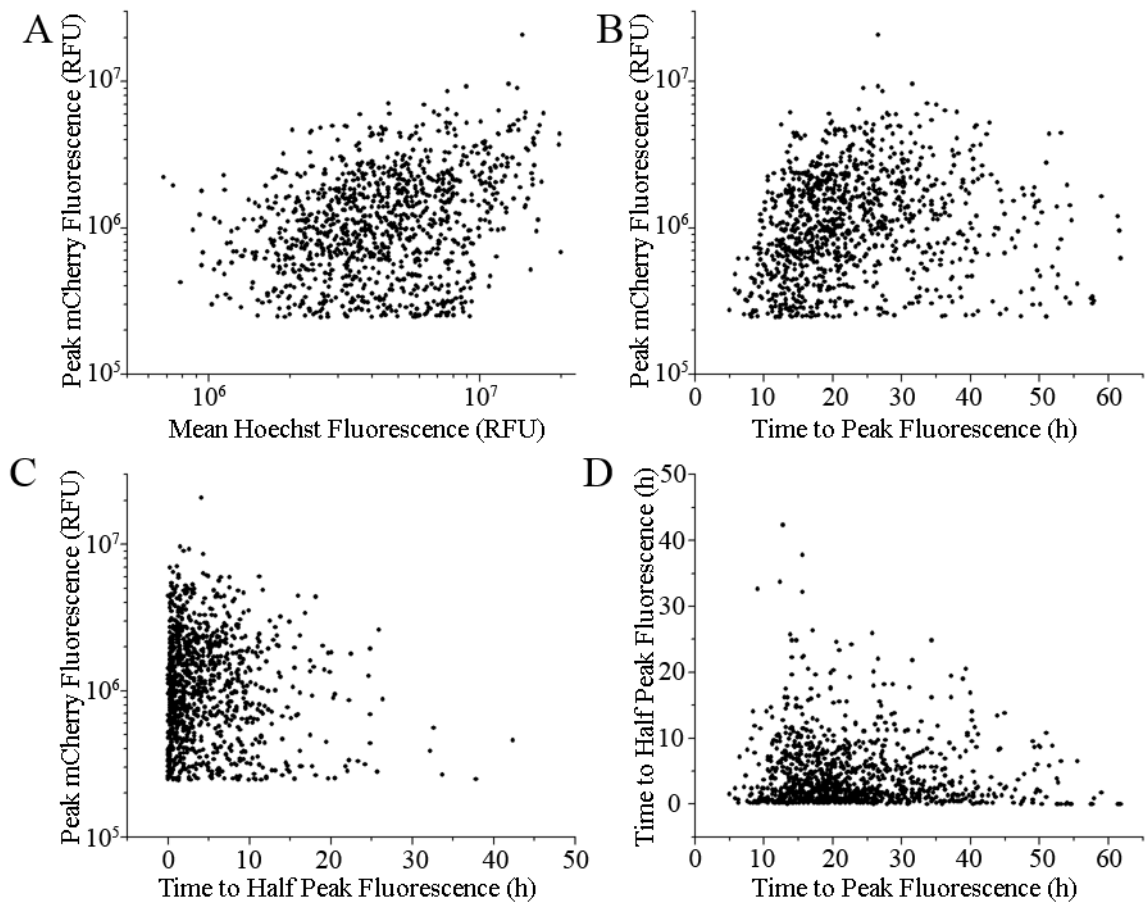 A
Peak mCherry Fluorescence (RFU)
10^7
10^6
10^5
10^6
10^7
Mean Hoechst Fluorescence (RFU)
B
Peak mCherry Fluorescence (RFU)
10^7
10^6
10^5
0 10 20 30 40 50 60
Time to Peak Fluorescence (h)
C
Peak mCherry Fluorescence (RFU)
10^7
10^6
10^5
0 10 20 30 40 50
Time to Half Peak Fluorescence (h)
D
Time to Half Peak Fluorescence (h)
50
40
30
20
10
0
0 10 20 30 40 50 60
Time to Peak Fluorescence (h)